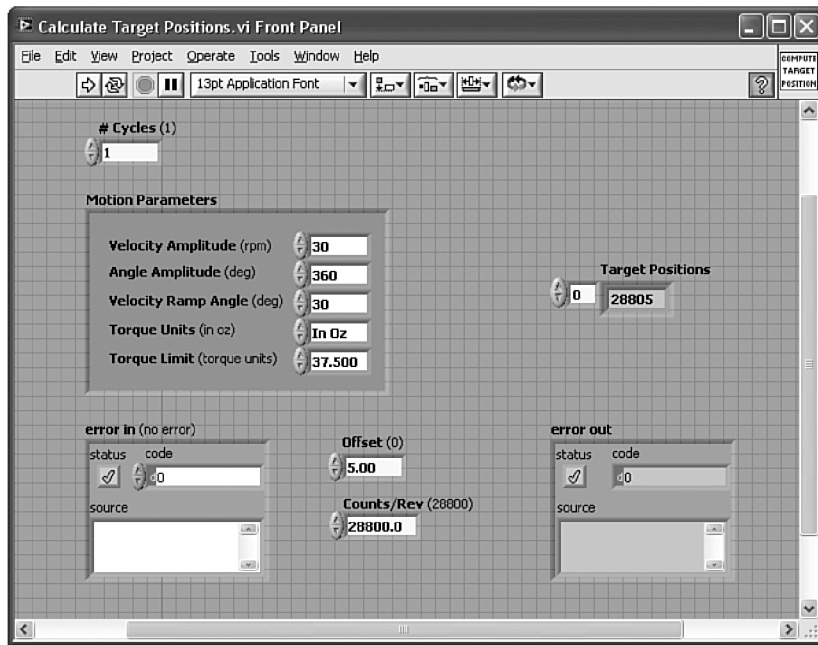 Calculate Target Positions.vi Front Panel
File Edit View Project Operate Tools Window Help
COMPUTE
TARGET
POSITION
13pt Application Font
?
# Cycles (1)
1
Motion Parameters
Velocity Amplitude (rpm) 30
Angle Amplitude (deg) 360
Velocity Ramp Angle (deg) 30
Torque Units (in oz) In Oz
Torque Limit (torque units) 37.500
Target Positions
0 28805
error in (no error)
status code
d0
source
Offset (0)
5.00
Counts/Rev (28800)
28800.0
error out
status code
d0
source